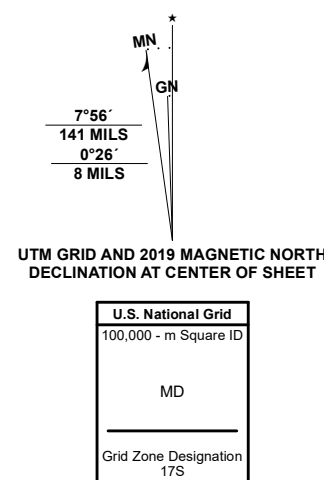 ★
MN
GN
7°56´
141 MILS
0°26´
8 MILS
UTM GRID AND 2019 MAGNETIC NORTH
DECLINATION AT CENTER OF SHEET
U.S. National Grid
100,000 - m Square ID
MD
Grid Zone Designation
17S